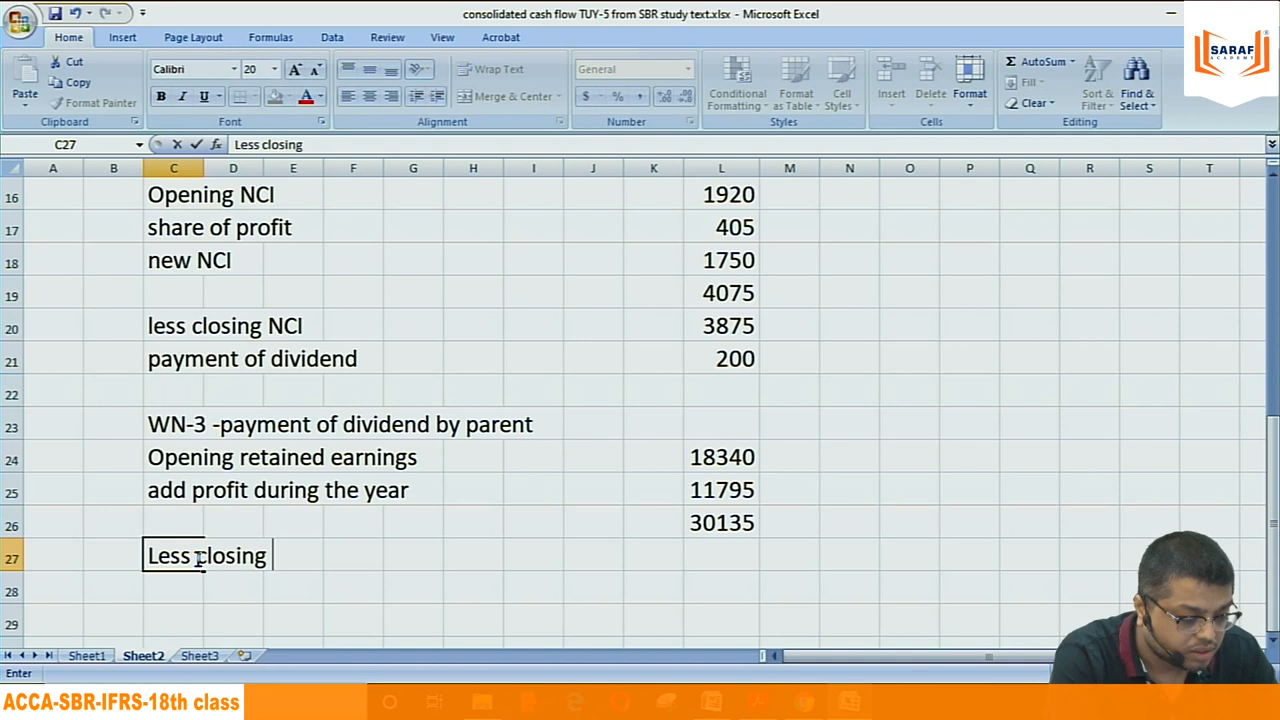 consolidated cash flow TUY-5 from SBR study text.xlsx - Microsoft Excel
SARAF
ACADEMY
Home Insert Page Layout Formulas Data Review View Acrobat
Paste
Cut
Copy
Format Painter
Clipboard
Calibri 20
B I U
Font
Wrap Text
Merge & Center
Alignment
General
$ % ,
Number
Conditional Formatting
Format as Table
Cell Styles
Styles
Insert Delete Format
Cells
Σ AutoSum
Fill
Clear
Sort & Filter
Find & Select
Editing
C27 fx Less closing
A B C D E F G H I J K L M N O P Q R S T
16 Opening NCI 1920
17 share of profit 405
18 new NCI 1750
19 4075
20 less closing NCI 3875
21 payment of dividend 200
22
23 WN-3 -payment of dividend by parent
24 Opening retained earnings 18340
25 add profit during the year 11795
26 30135
27 Less closing
28
29
Sheet1 Sheet2 Sheet3
Enter
ACCA-SBR-IFRS-18th class